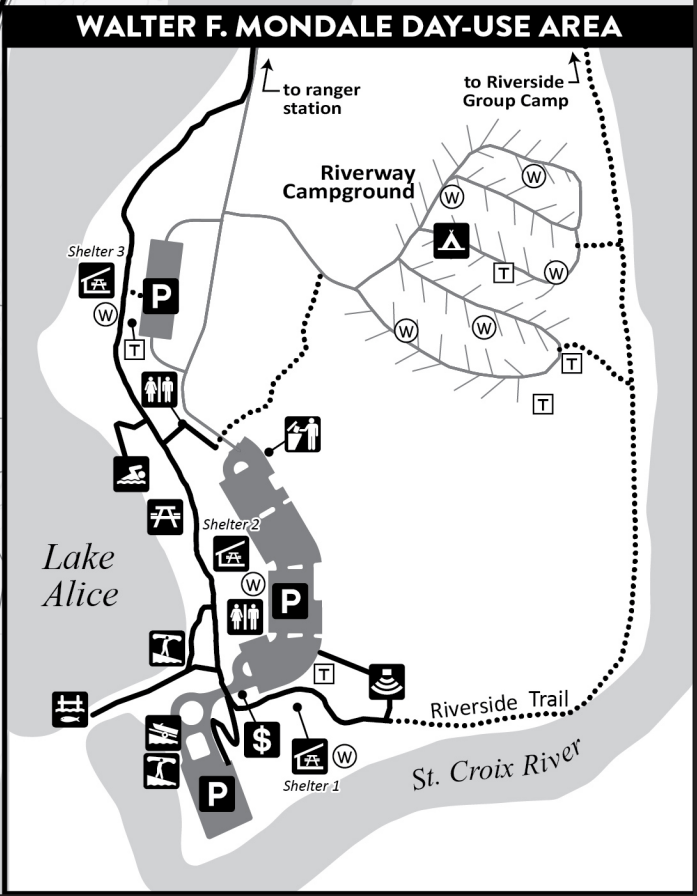 WALTER F. MONDALE DAY-USE AREA
to ranger
station
to Riverside
Group Camp
Riverway
Campground
W
W
T
W
Shelter 3
P
W
W
W
T
T
T
Shelter 2
Lake
Alice
W
P
T
Riverside Trail
$
W
Shelter 1
St. Croix River
P